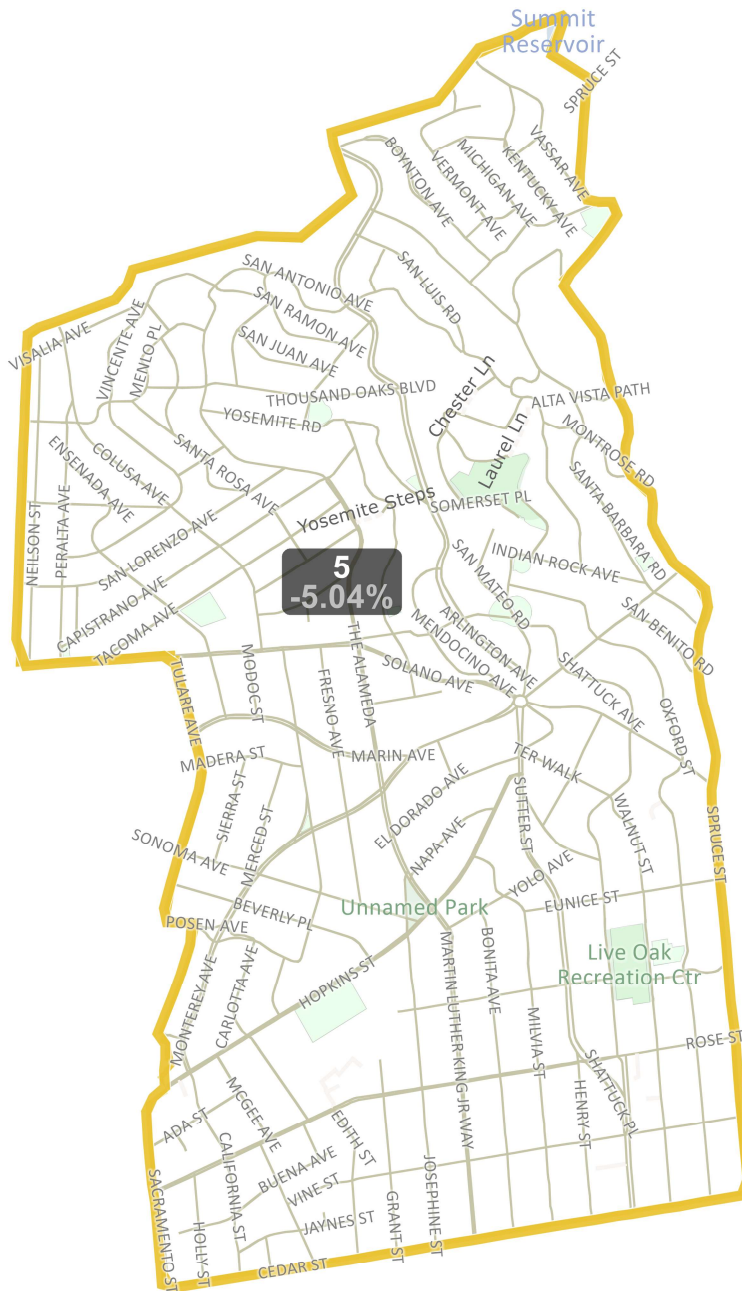 Summit
Reservoir
SPRUCE ST
BOYNTON AVE
VERMONT AVE
MICHIGAN AVE
KENTUCKY AVE
VASSAR AVE
SAN ANTONIO AVE
SAN LUIS RD
SAN RAMON AVE
SAN JUAN AVE
VISALIA AVE
VINCENTE AVE
MENLO PL
THOUSAND OAKS BLVD
YOSEMITE RD
Chester Ln
Laurel Ln
ALTA VISTA PATH
MONTROSE RD
ENSENADA AVE
COLUSA AVE
SANTA ROSA AVE
SANTA BARBARA RD
SOMERSET PL
Yosemite Steps
NEILSON ST
PERALTA AVE
SAN LORENZO AVE
CAPISTRANO AVE
TACOMA AVE
5
-5.04%
INDIAN ROCK AVE
SAN MATEO RD
SAN BENITO RD
ARLINGTON AVE
MENDOCINO AVE
THE ALAMEDA
SOLANO AVE
SHATTUCK AVE
OXFORD ST
TULARE AVE
MODOC ST
FRESNO AVE
MADERA ST
MARIN AVE
TER WALK
SIERRA ST
MERCED ST
EL DORADO AVE
NAPA AVE
SUTTER ST
WALNUT ST
SPRUCE ST
SONOMA AVE
BEVERLY PL
POSEN AVE
YOLO AVE
EUNICE ST
Unnamed Park
Live Oak
Recreation Ctr
MONTEREY AVE
CARLOTTA AVE
HOPKINS ST
MARTIN LUTHER KING JR WAY
BONITA AVE
MILVIA ST
HENRY ST
SHATTUCK PL
ROSE ST
ADA ST
MCGEE AVE
CALIFORNIA ST
EDITH ST
BUENA AVE
VINE ST
JAYNES ST
GRANT ST
JOSEPHINE ST
SACRAMENTO ST
HOLLY ST
CEDAR ST